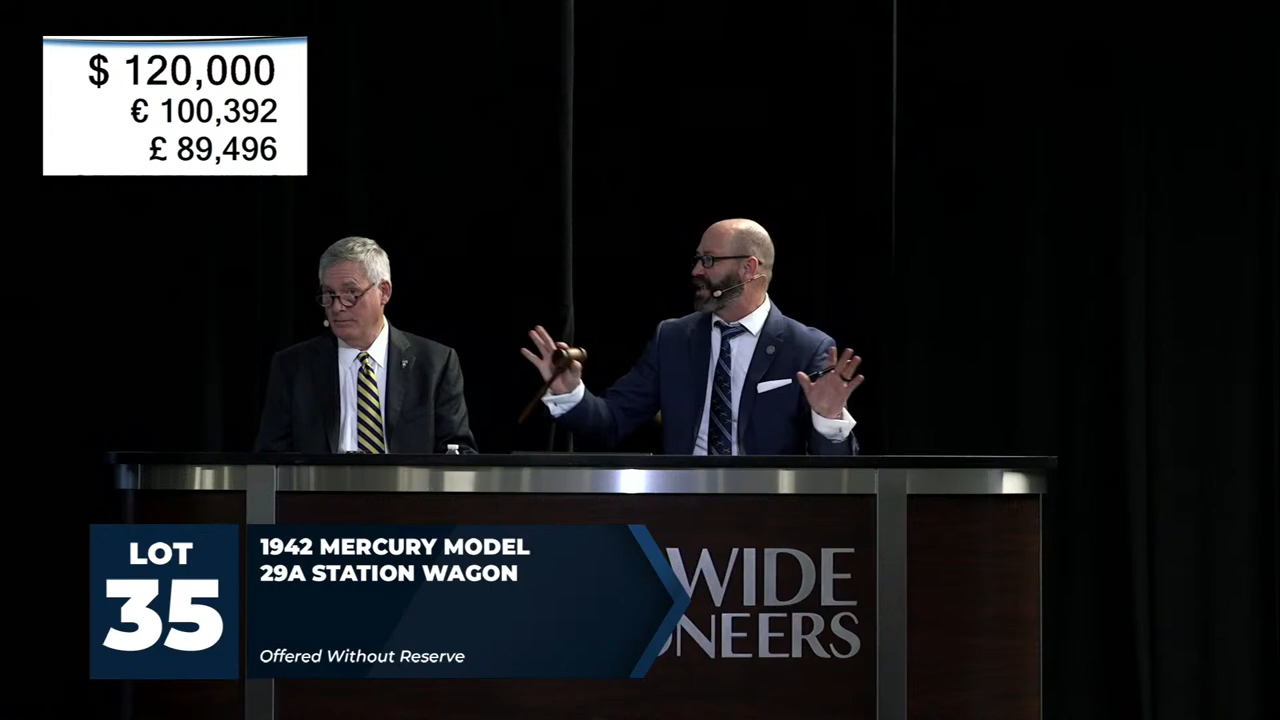 $ 120,000
€ 100,392
£ 89,496
LOT
35
1942 MERCURY MODEL
29A STATION WAGON
Offered Without Reserve
WIDE
NEERS